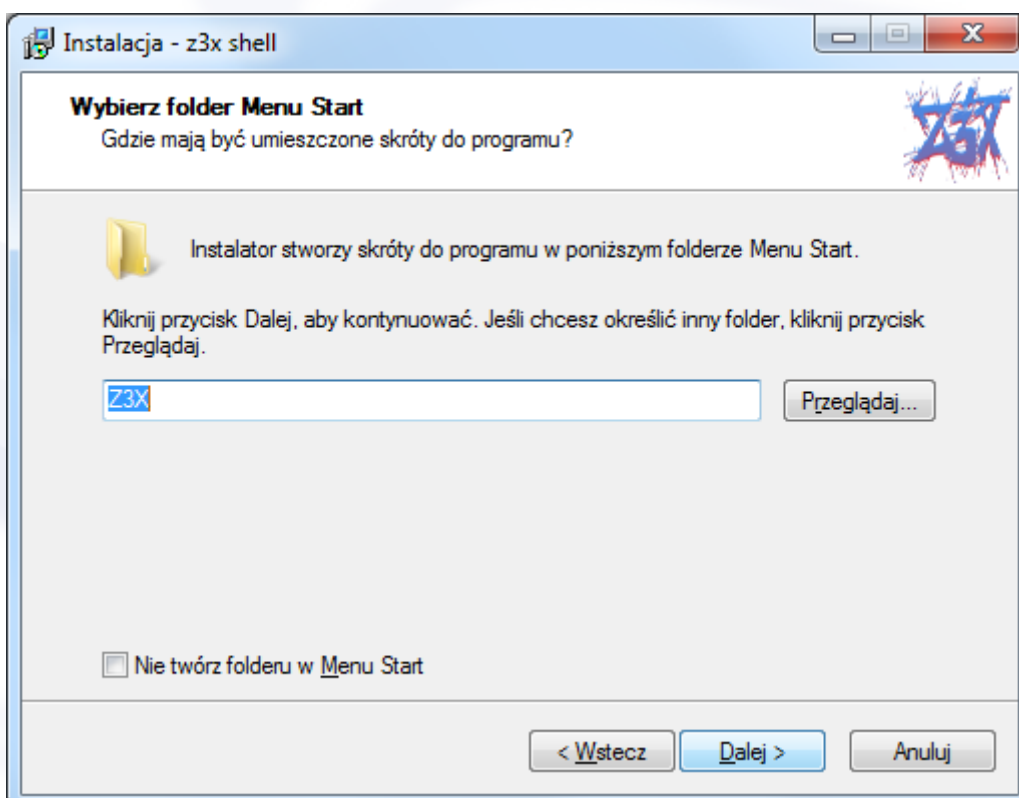 Instalacja - z3x shell
Wybierz folder Menu Start
Gdzie mają być umieszczone skróty do programu?
Z3X
Instalator stworzy skróty do programu w poniższym folderze Menu Start.
Kliknij przycisk Dalej, aby kontynuować. Jeśli chcesz określić inny folder, kliknij przycisk
Przeglądaj.
Z3X
Przeglądaj...
Nie twórz folderu w Menu Start
< Wstecz
Dalej >
Anuluj